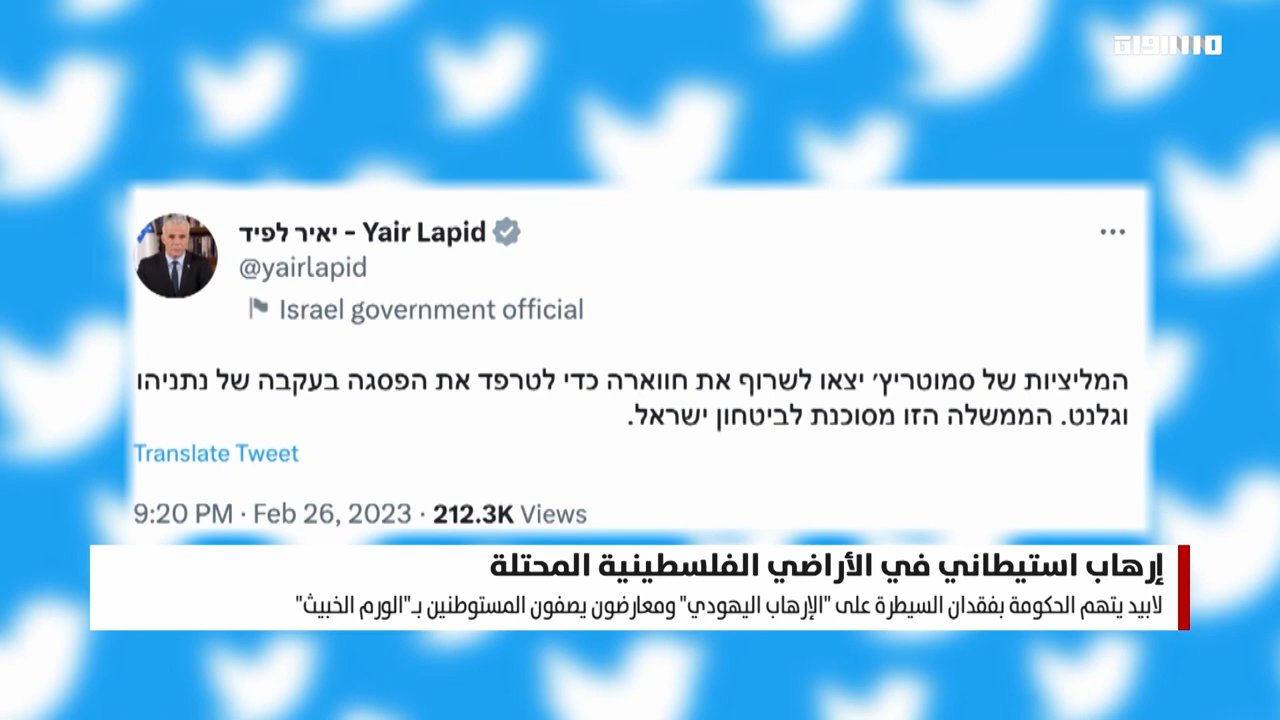 مساواة
יאיר לפיד - Yair Lapid
@yairlapid
Israel government official
המליציות של סמוטריץ׳ יצאו לשרוף את חווארה כדי לטרפד את הפסגה בעקבה של נתניהו
וגלנט. הממשלה הזו מסוכנת לביטחון ישראל.
Translate Tweet
9:20 PM · Feb 26, 2023 · 212.3K Views
إرهاب استيطاني في الأراضي الفلسطينية المحتلة
لابيد يتهم الحكومة بفقدان السيطرة على "الإرهاب اليهودي" ومعارضون يصفون المستوطنين بـ"الورم الخبيث"